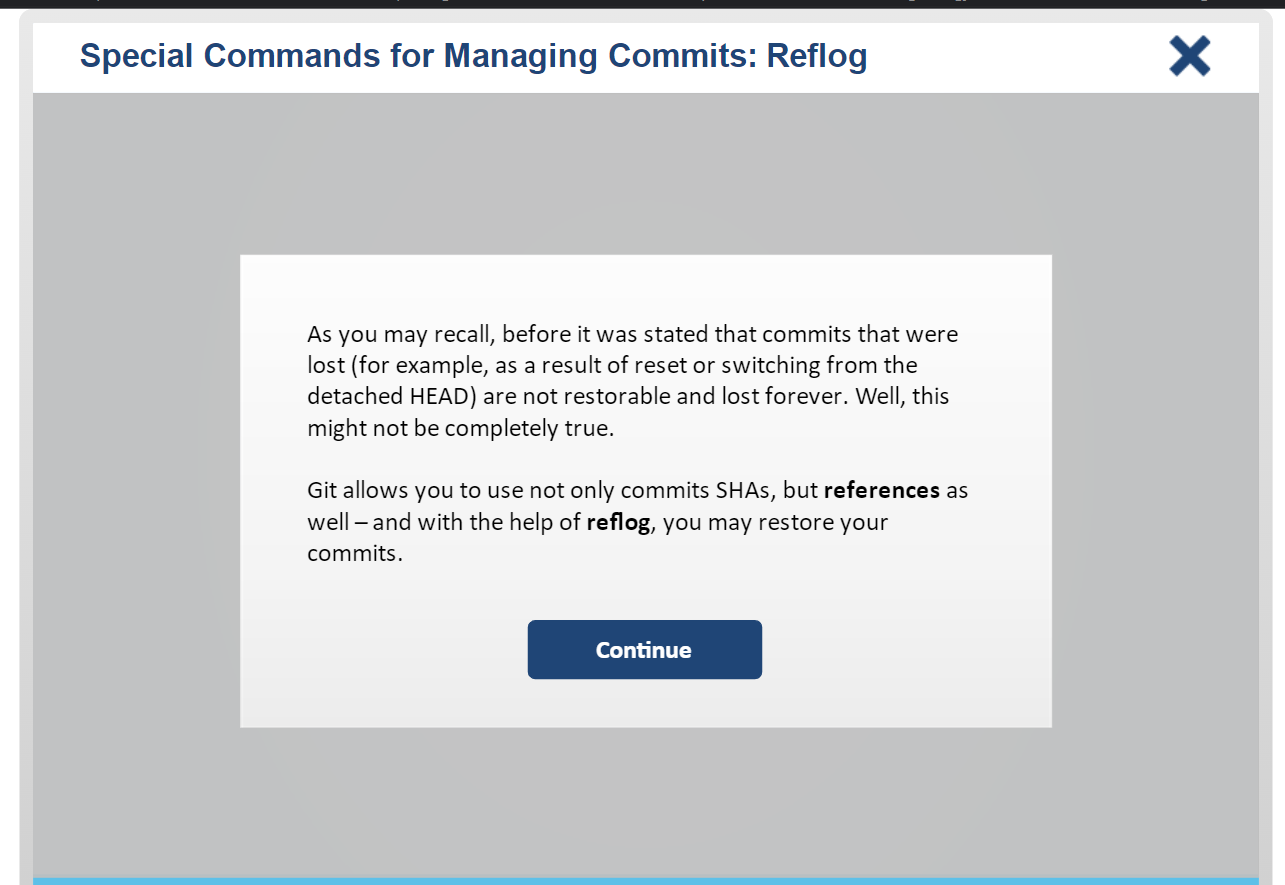 Special Commands for Managing Commits: Reflog
As you may recall, before it was stated that commits that were
lost (for example, as a result of reset or switching from the
detached HEAD) are not restorable and lost forever. Well, this
might not be completely true.
Git allows you to use not only commits SHAs, but references as
well – and with the help of reflog, you may restore your
commits.
Continue